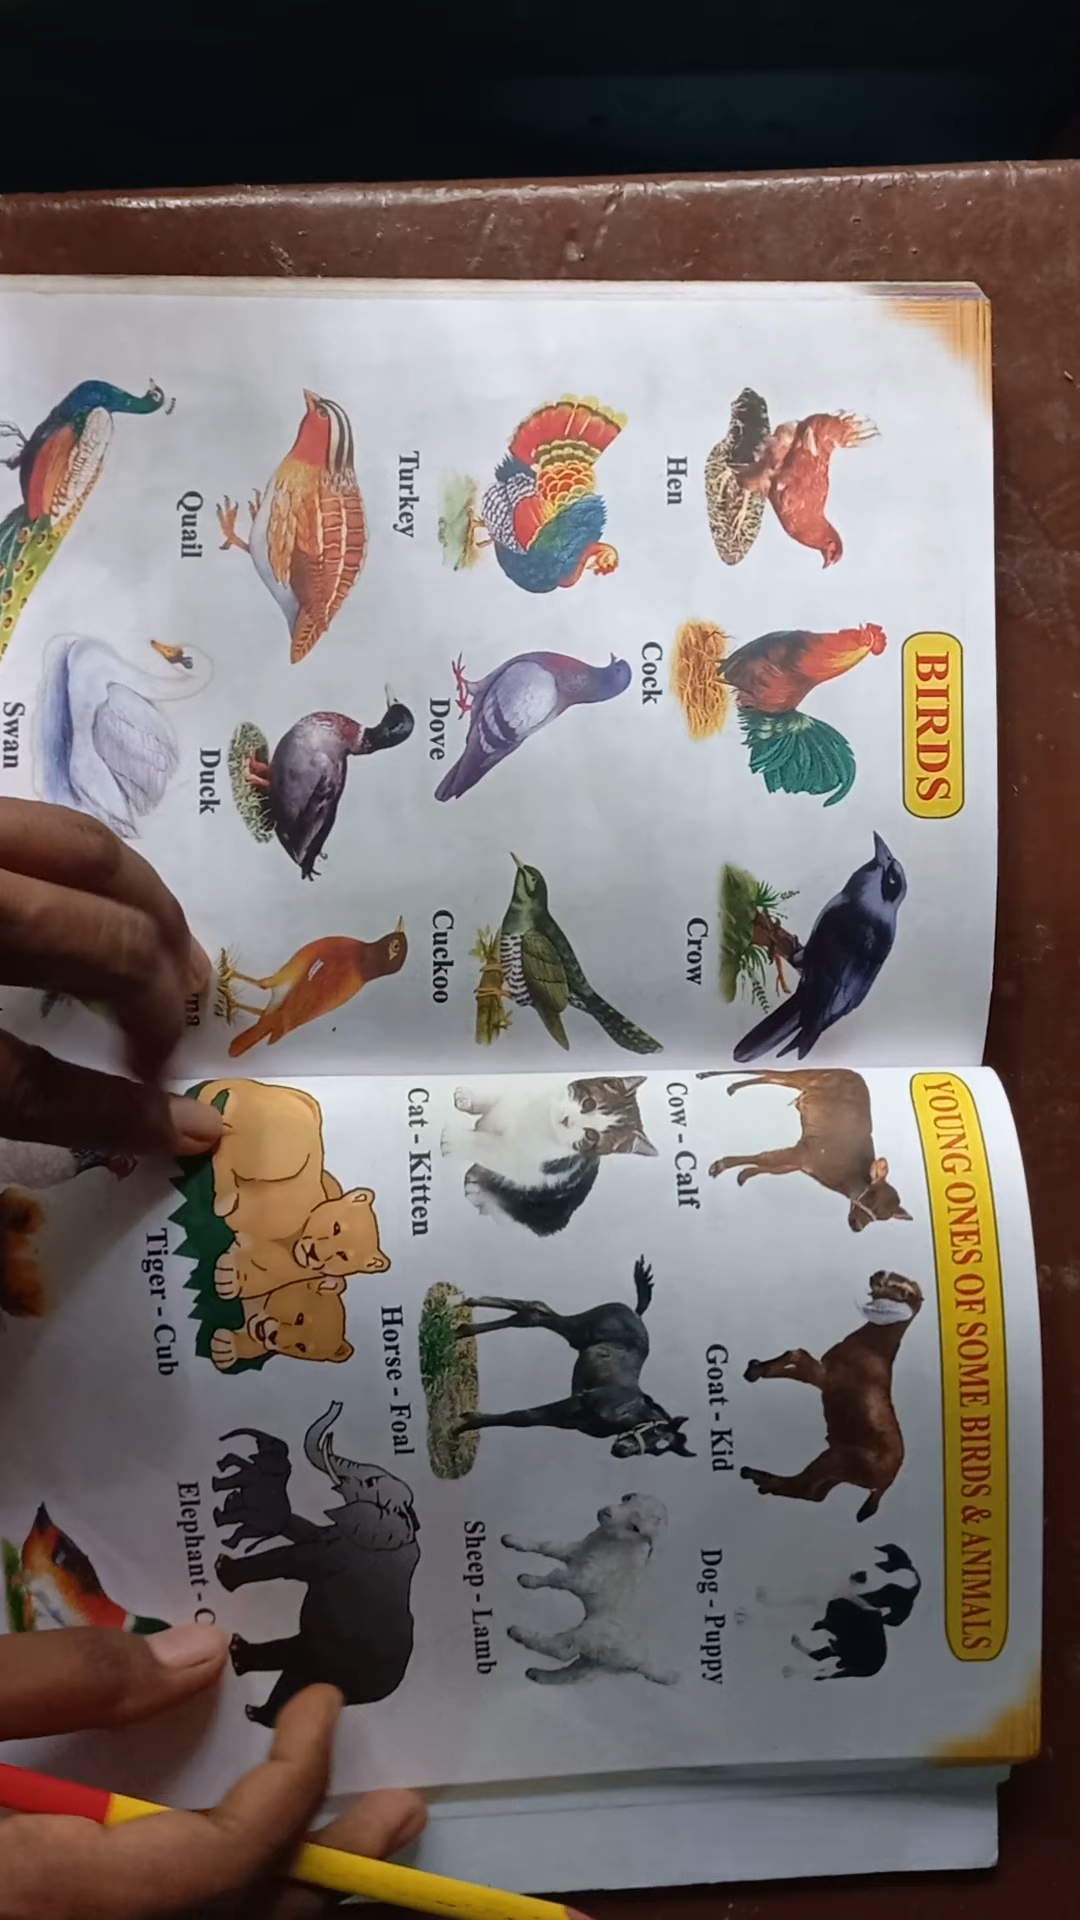 BIRDS
Hen
Cock
Crow
Turkey
Dove
Cuckoo
Quail
Duck
Swan
YOUNG ONES OF SOME BIRDS & ANIMALS
Cow - Calf
Goat - Kid
Dog - Puppy
Cat - Kitten
Horse - Foal
Sheep - Lamb
Tiger - Cub
Elephant - C